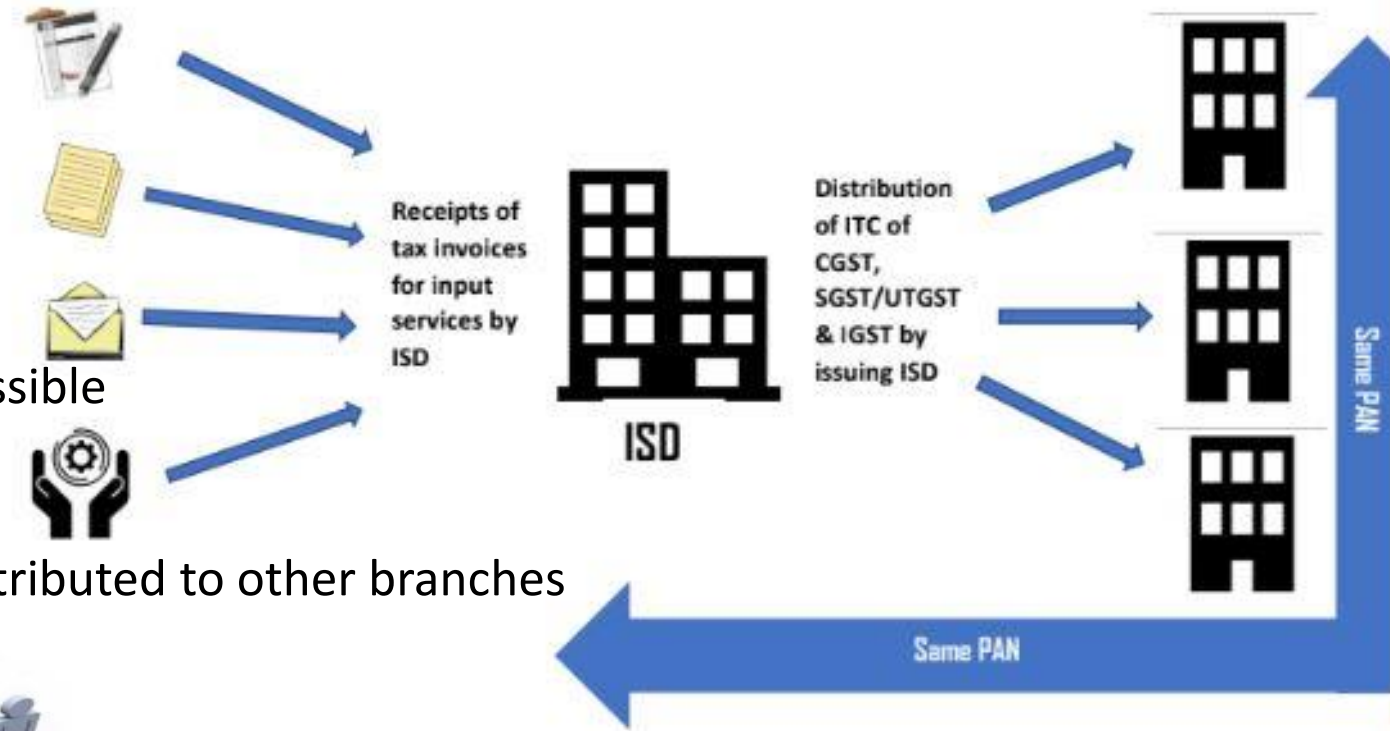 Receipts of
tax invoices
for input
services by
ISD
ISD
Distribution
of ITC of
CGST,
SGST/UTGST
& IGST by
issuing ISD
Same PAN
ssible
tributed to other branches
Same PAN